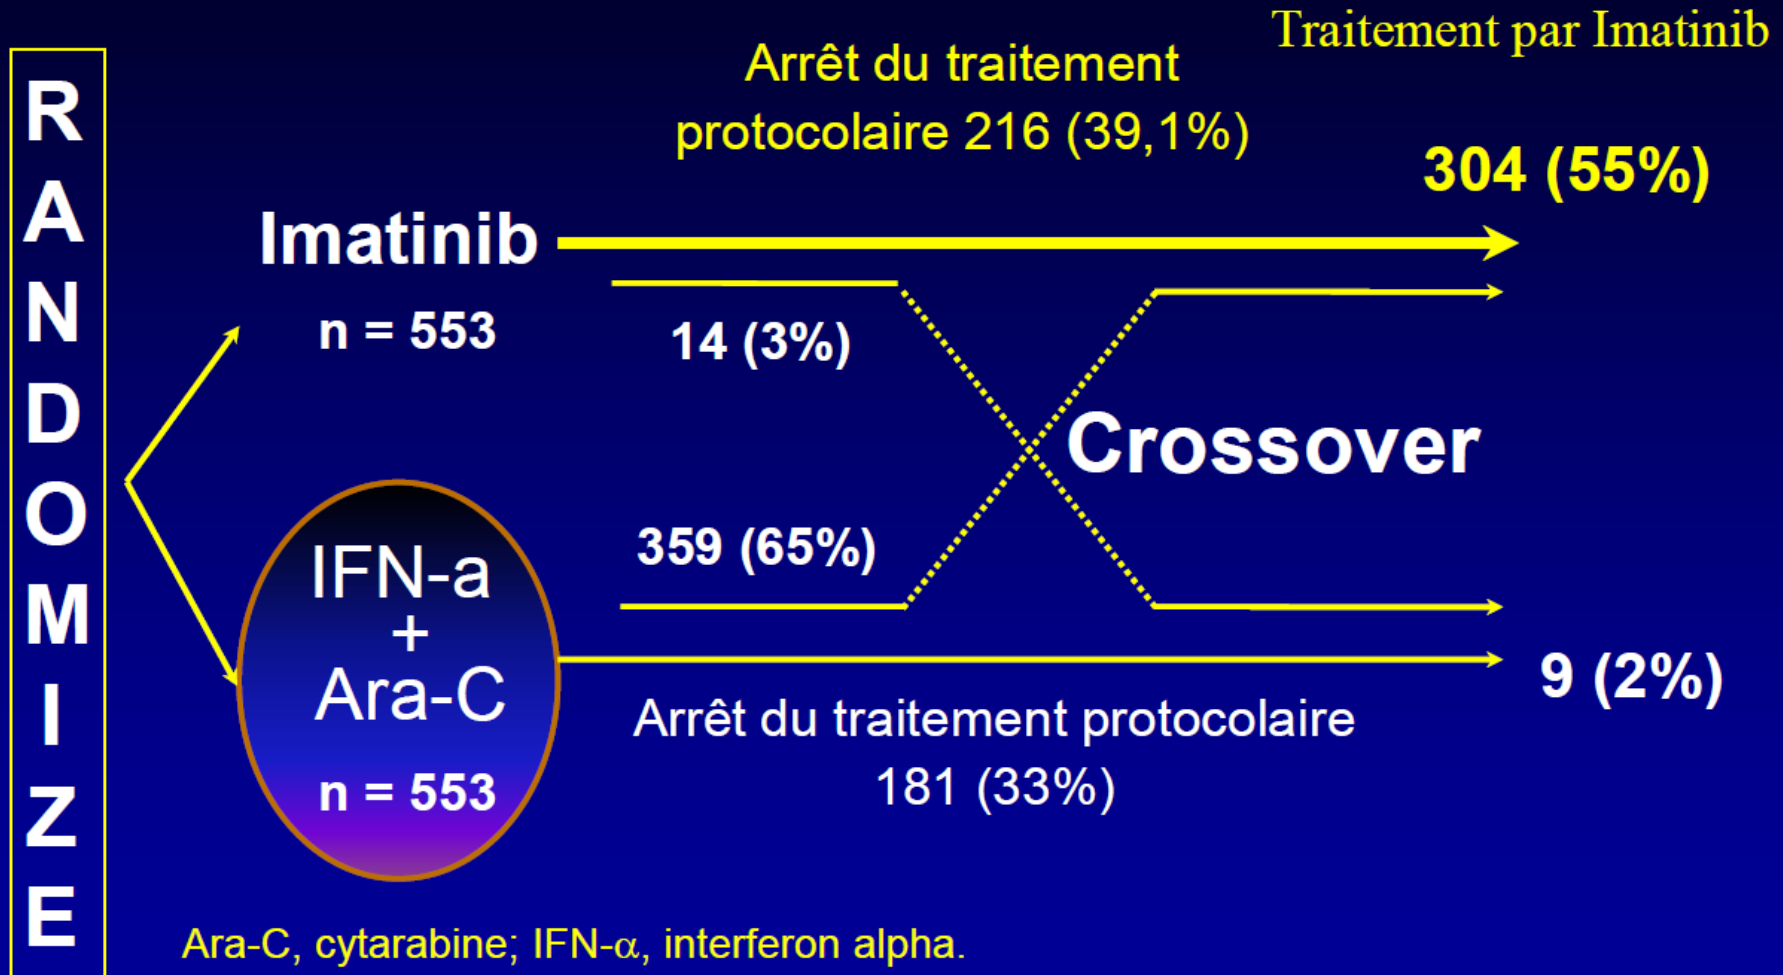 RANDOMIZE
Traitement par Imatinib
Arrêt du traitement
protocolaire 216 (39,1%)
304 (55%)
Imatinib
n = 553
14 (3%)
Crossover
359 (65%)
IFN-a
+
Ara-C
n = 553
9 (2%)
Arrêt du traitement protocolaire
181 (33%)
Ara-C, cytarabine; IFN-α, interferon alpha.